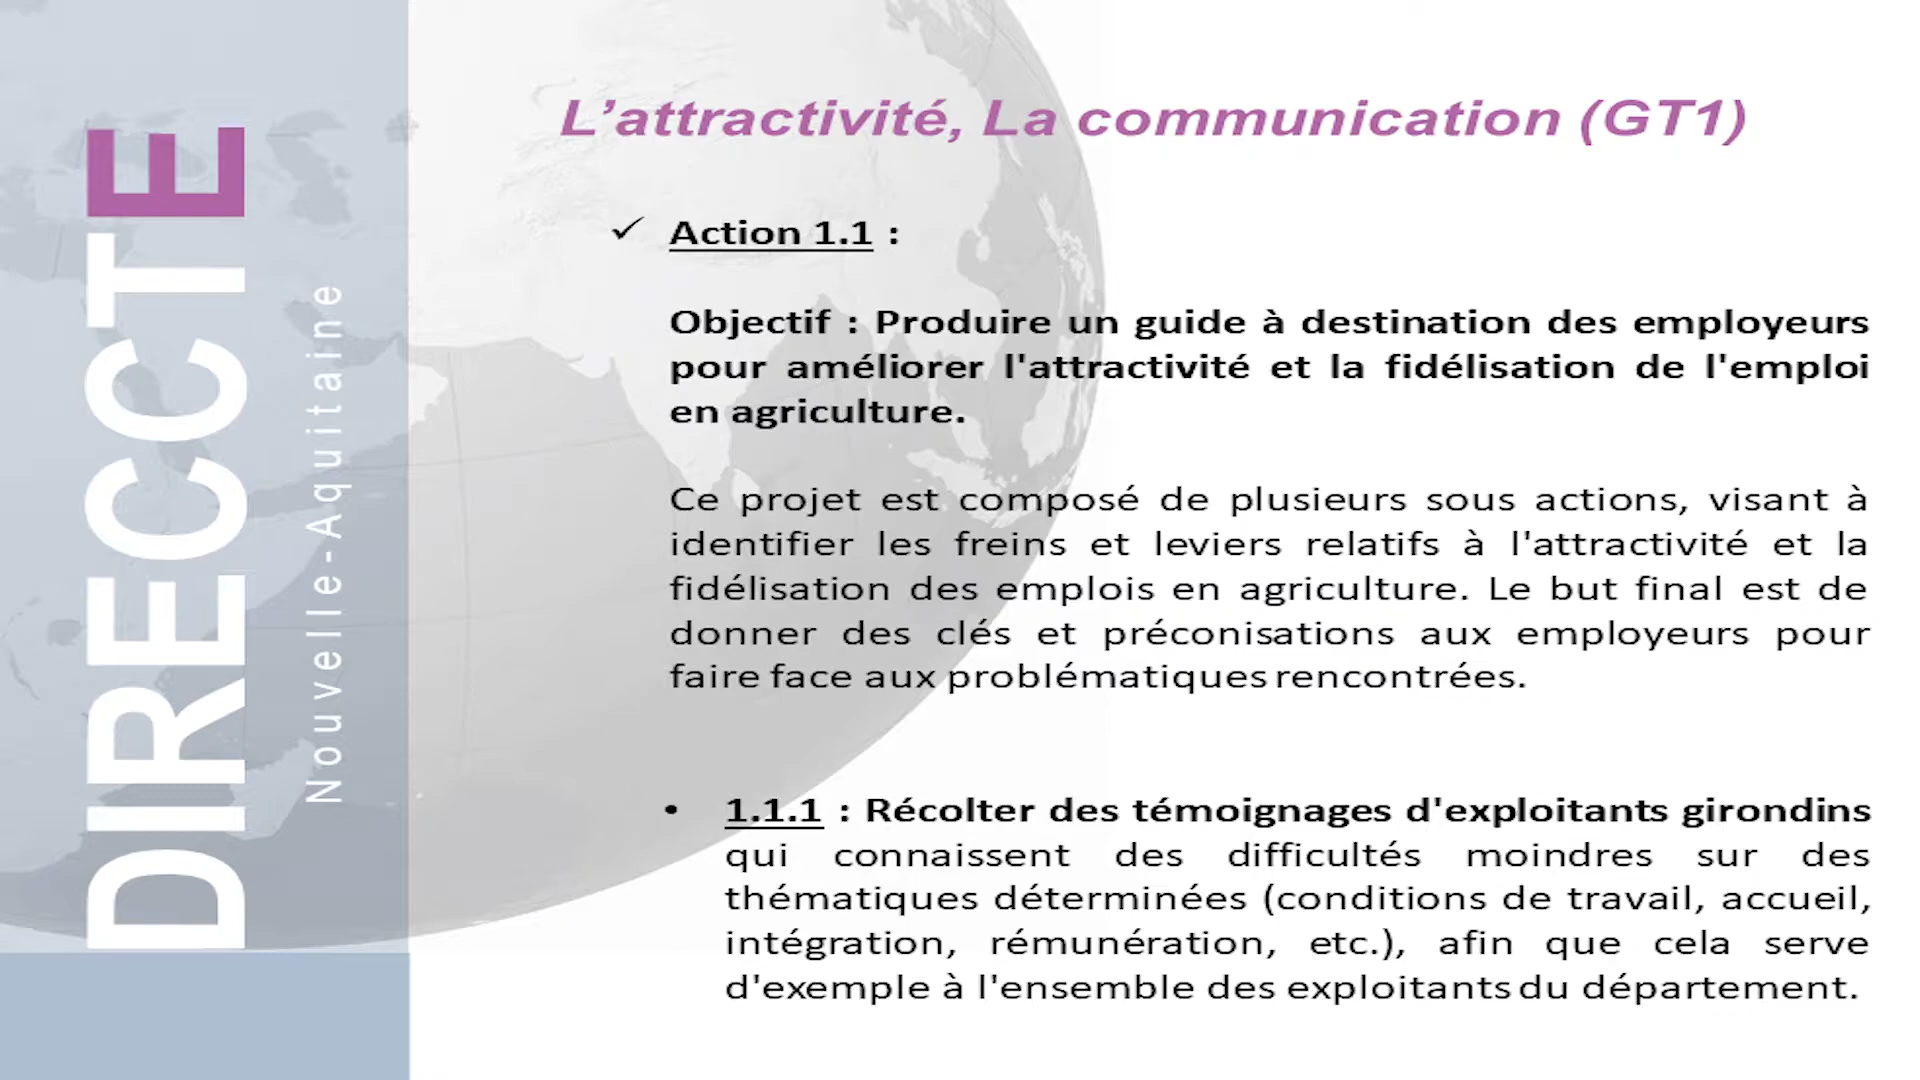 DIRECCTE
Nouvelle-Aquitaine
L’attractivité, La communication (GT1)
✓ Action 1.1 :
Objectif : Produire un guide à destination des employeurs
pour améliorer l'attractivité et la fidélisation de l'emploi
en agriculture.
Ce projet est composé de plusieurs sous actions, visant à
identifier les freins et leviers relatifs à l'attractivité et la
fidélisation des emplois en agriculture. Le but final est de
donner des clés et préconisations aux employeurs pour
faire face aux problématiques rencontrées.
• 1.1.1 : Récolter des témoignages d'exploitants girondins
qui connaissent des difficultés moindres sur des
thématiques déterminées (conditions de travail, accueil,
intégration, rémunération, etc.), afin que cela serve
d'exemple à l'ensemble des exploitants du département.